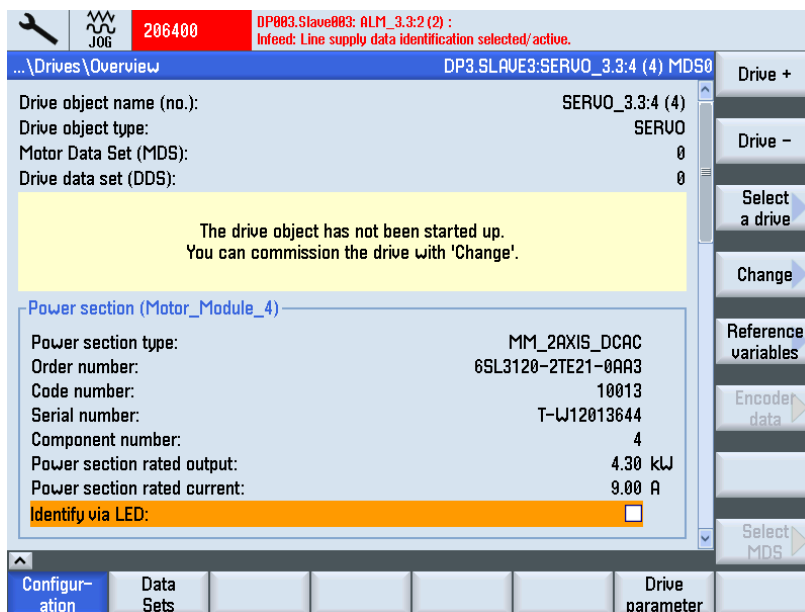 JOG
206400
DP003.Slave003: ALM_3.3:2 (2) :
Infeed: Line supply data identification selected/active.
...\Drives\Overview
DP3.SLAVE3:SERVO_3.3:4 (4) MDS0
Drive object name (no.):
SERVO_3.3:4 (4)
Drive object type:
SERVO
Motor Data Set (MDS):
0
Drive data set (DDS):
0
The drive object has not been started up.
You can commission the drive with 'Change'.
Power section (Motor_Module_4)
Power section type:
MM_2AXIS_DCAC
Order number:
6SL3120-2TE21-0AA3
Code number:
10013
Serial number:
T-W12013644
Component number:
4
Power section rated output:
4.30 kW
Power section rated current:
9.00 A
Identify via LED:
Drive +
Drive -
Select
a drive
Change
Reference
variables
Encoder
data
Select
MDS
Configur-
ation
Data
Sets
Drive
parameter